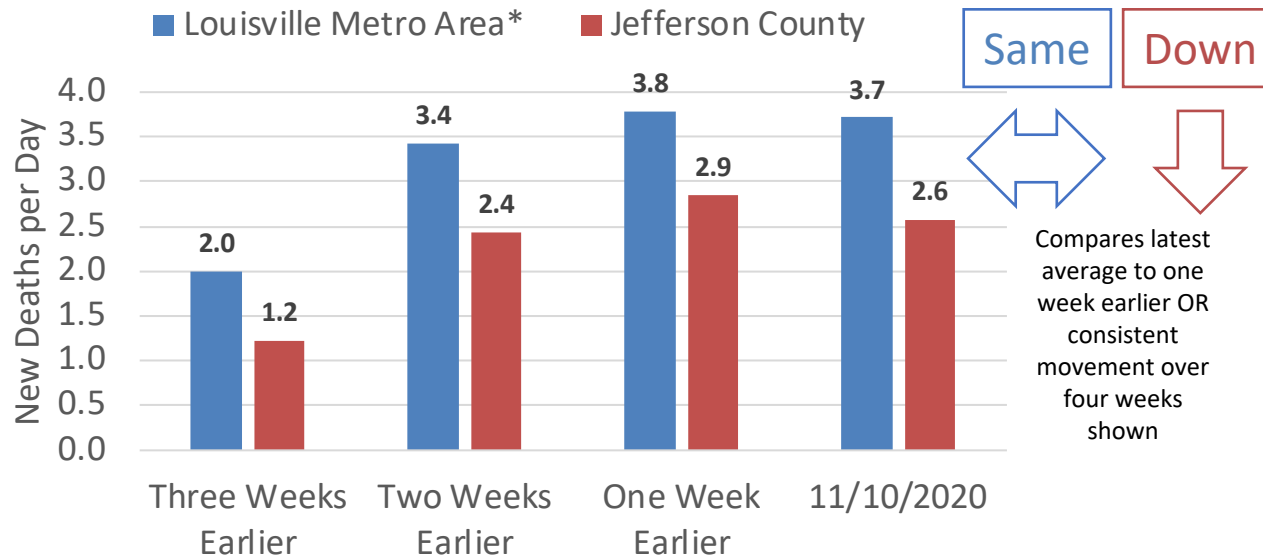 Louisville Metro Area* Jefferson County
Same Down
New Deaths per Day
4.0
3.5
3.0
2.5
2.0
1.5
1.0
0.5
0.0
2.0
1.2
3.4
2.4
3.8
2.9
3.7
2.6
Three Weeks
Earlier
Two Weeks
Earlier
One Week
Earlier
11/10/2020
Compares latest
average to one
week earlier OR
consistent
movement over
four weeks
shown